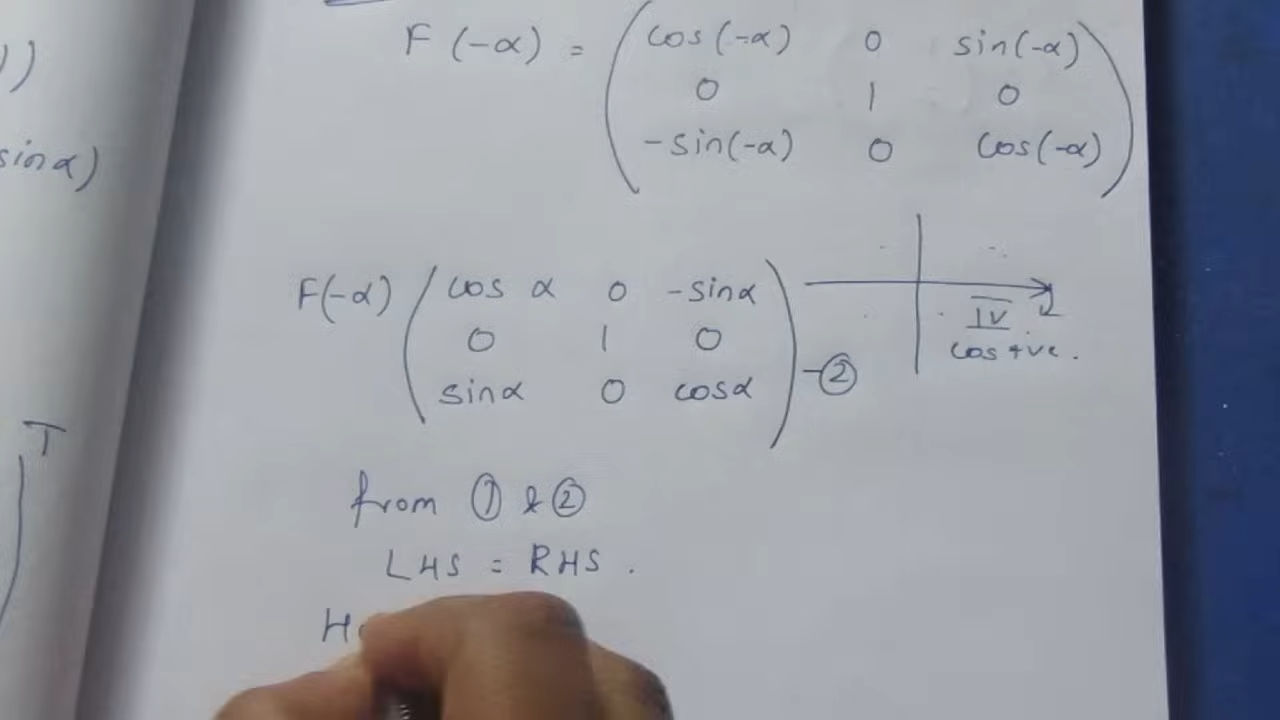 ))
sinα)
T
F (-α) = ( cos(-α) 0 sin(-α)
0 1 0
-sin(-α) 0 cos(-α) )
F(-α) ( cos α 0 -sinα
0 1 0
sinα 0 cosα ) -②
IV
cos +ve.
from ① & ②
LHS = RHS.
H